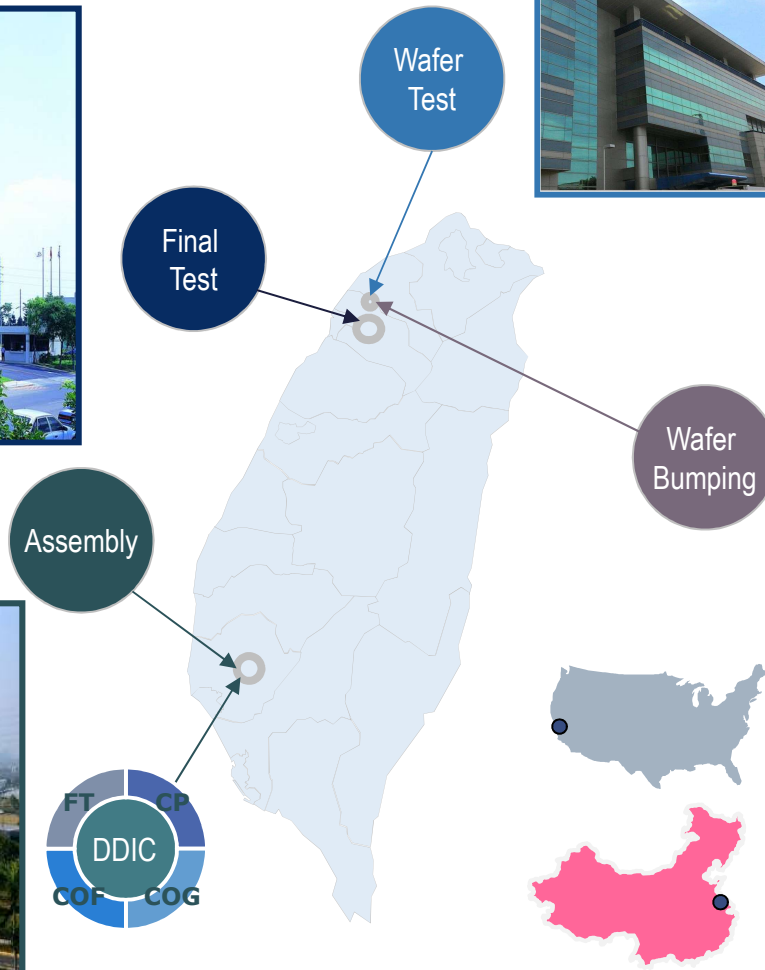 Wafer
Test
Final
Test
Wafer
Bumping
Assembly
FT
CP
DDIC
COF
COG